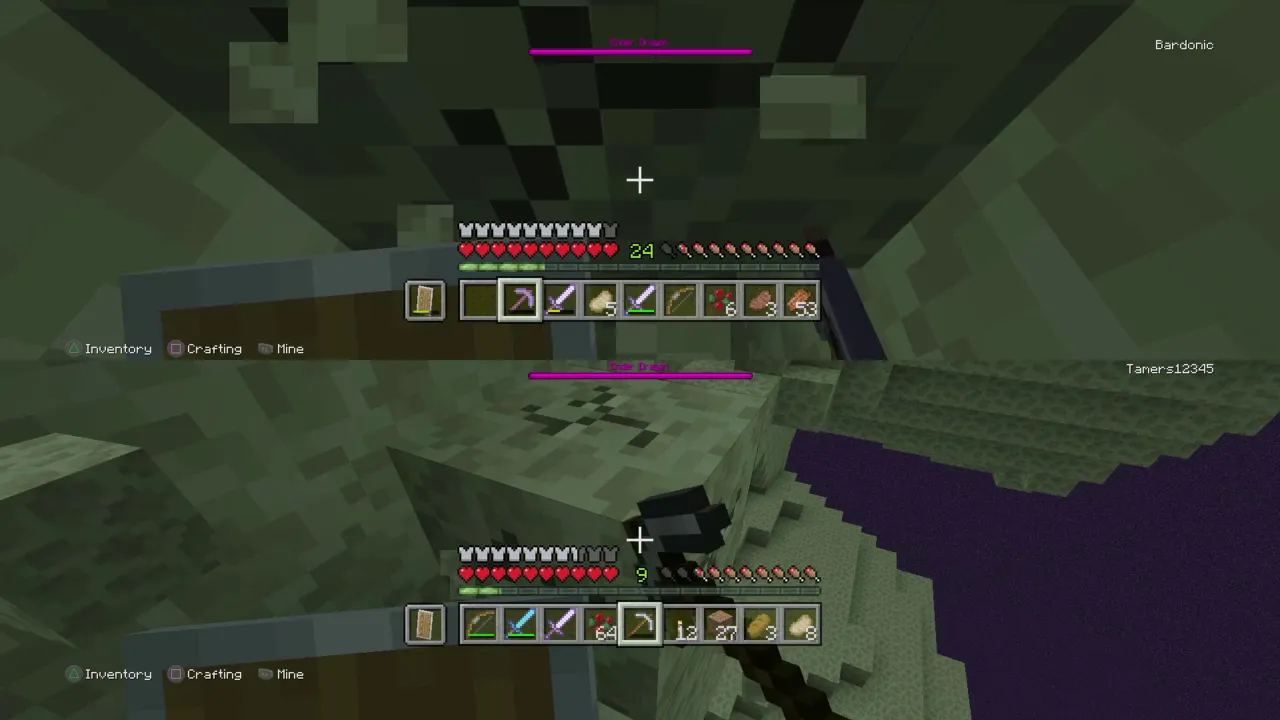 Ender Dragon
Bardonic
24
5
6
3
53
Inventory
Crafting
Mine
Ender Dragon
Tamers12345
9
64
12
27
3
8
Inventory
Crafting
Mine